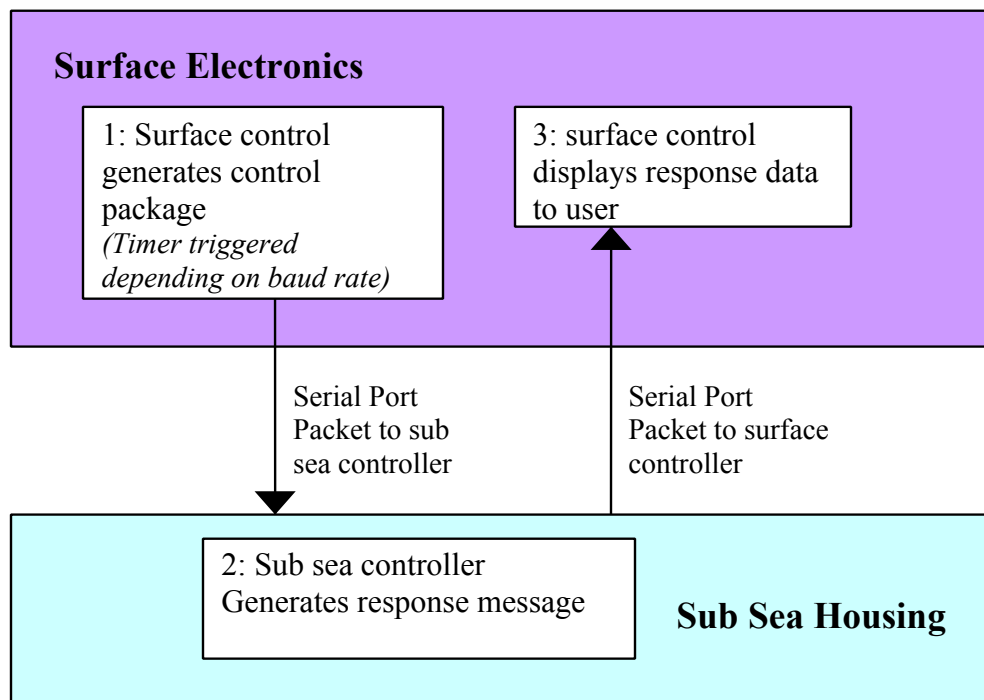 Surface Electronics
1: Surface control
generates control
package
(Timer triggered
depending on baud rate)
3: surface control
displays response data
to user
Serial Port
Packet to sub
sea controller
Serial Port
Packet to surface
controller
2: Sub sea controller
Generates response message
Sub Sea Housing